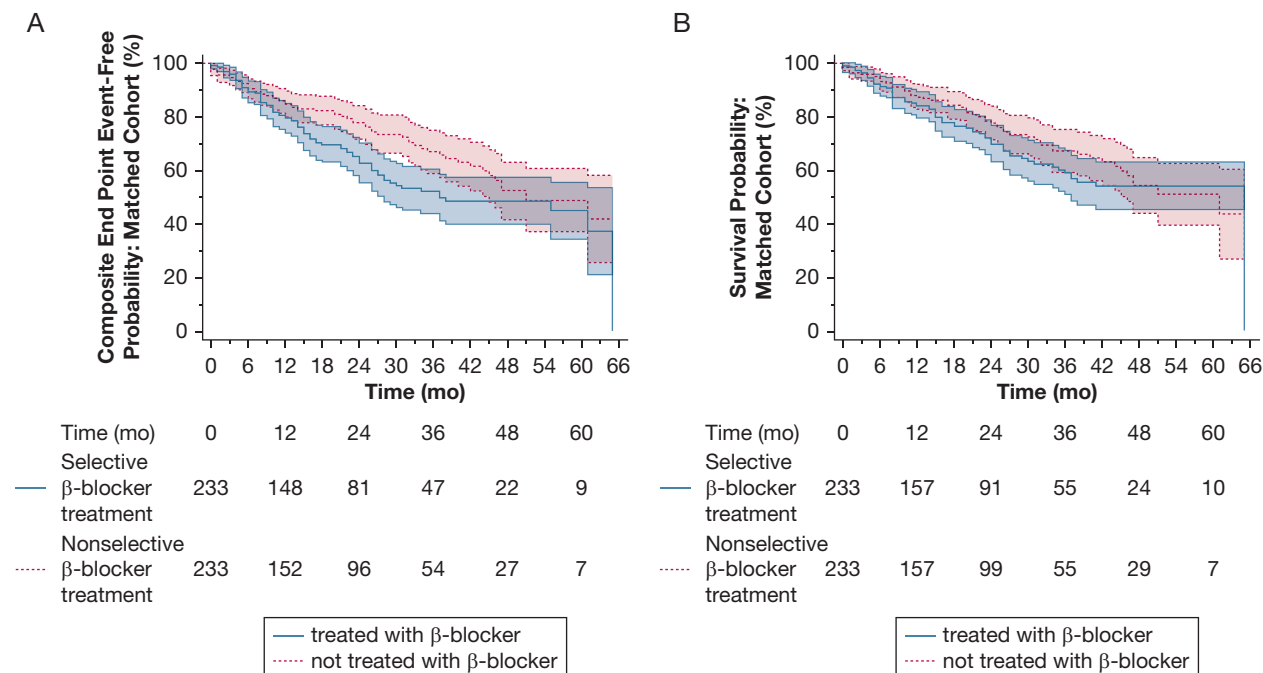 A
Composite End Point Event-Free
Probability: Matched Cohort (%)
100
80
60
40
20
0
0 6 12 18 24 30 36 42 48 54 60 66
Time (mo)
Time (mo) 0 12 24 36 48 60
Selective
β-blocker 233 148 81 47 22 9
treatment
Nonselective
β-blocker 233 152 96 54 27 7
treatment
treated with β-blocker
not treated with β-blocker
B
Survival Probability:
Matched Cohort (%)
100
80
60
40
20
0
0 6 12 18 24 30 36 42 48 54 60 66
Time (mo)
Time (mo) 0 12 24 36 48 60
Selective
β-blocker 233 157 91 55 24 10
treatment
Nonselective
β-blocker 233 157 99 55 29 7
treatment
treated with β-blocker
not treated with β-blocker